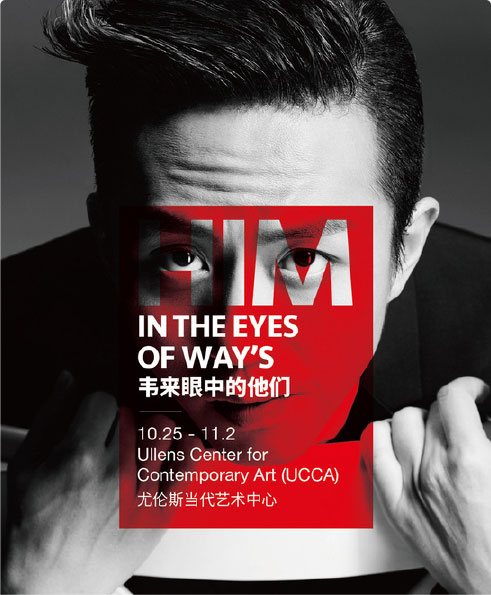 HIM
IN THE EYES
OF WAY'S
韦来眼中的他们
10.25 - 11.2
Ullens Center for
Contemporary Art (UCCA)
尤伦斯当代艺术中心